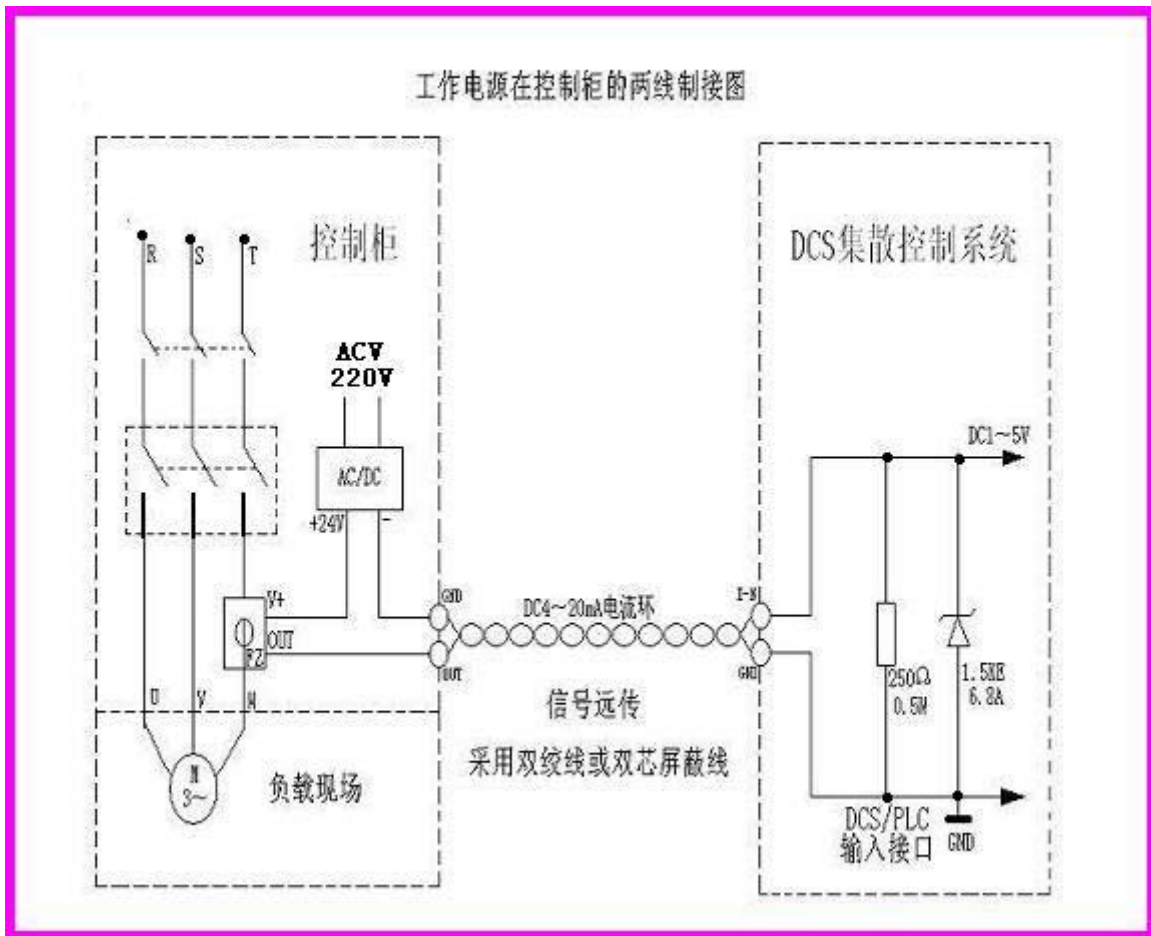 工作电源在控制柜的两线制接图
控制柜
DCS集散控制系统
R
S
T
ACV
220V
AC/DC
+24V
-
DC1～5V
V+
OUT
FZ
GND
OUT
DC4～20mA电流环
I-N
GND
250Ω
0.5W
1.5KE
6.8A
U
V
W
信号远传
采用双绞线或双芯屏蔽线
M
3～
负载现场
DCS/PLC
输入接口
GND